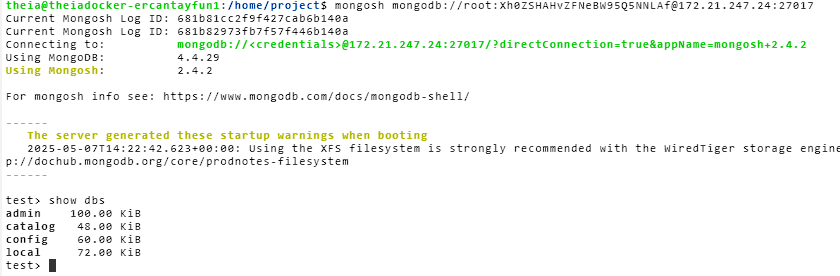 theia@theiadocker-ercantayfun1:/home/project$ mongosh mongodb://root:Xh0ZSHAHvZFNeBW95Q5NNLAf@172.21.247.24:27017
Current Mongosh Log ID: 681b81cc2f9f427cab6b140a
Current Mongosh Log ID: 681b82973fb7f57f446b140a
Connecting to:          mongodb://<credentials>@172.21.247.24:27017/?directConnection=true&appName=mongosh+2.4.2
Using MongoDB:          4.4.29
Using Mongosh:          2.4.2
For mongosh info see: https://www.mongodb.com/docs/mongodb-shell/
------
   The server generated these startup warnings when booting
   2025-05-07T14:22:42.623+00:00: Using the XFS filesystem is strongly recommended with the WiredTiger storage engine
p://dochub.mongodb.org/core/prodnotes-filesystem
------
test> show dbs
admin    100.00 KiB
catalog   48.00 KiB
config    60.00 KiB
local     72.00 KiB
test>